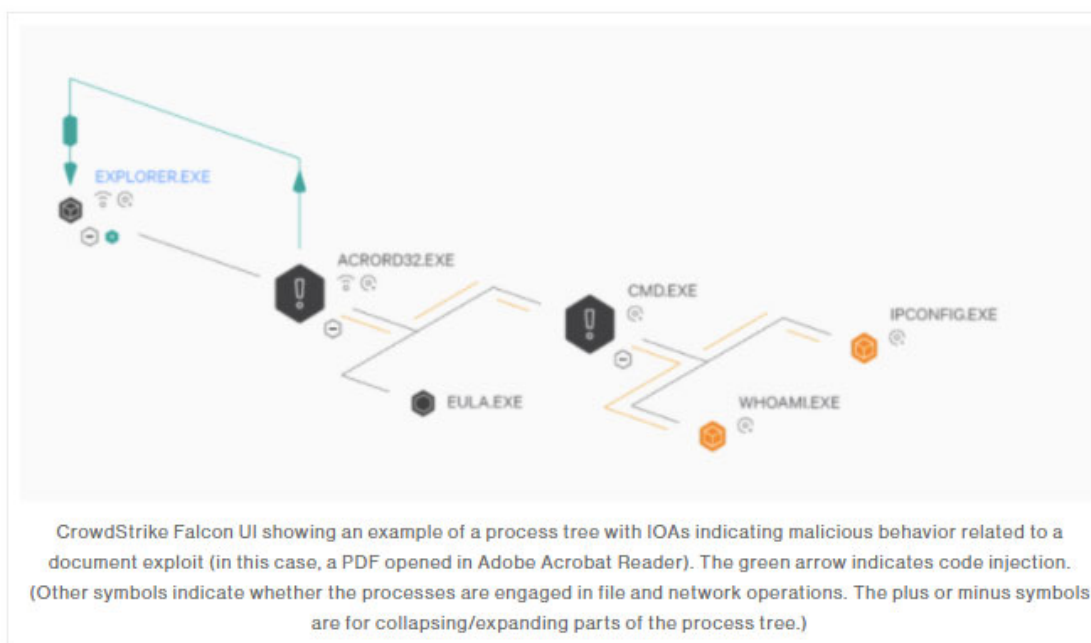 EXPLORER.EXE
ACRORD32.EXE
CMD.EXE
IPCONFIG.EXE
EULA.EXE
WHOAMI.EXE
CrowdStrike Falcon UI showing an example of a process tree with IOAs indicating malicious behavior related to a
document exploit (in this case, a PDF opened in Adobe Acrobat Reader). The green arrow indicates code injection.
(Other symbols indicate whether the processes are engaged in file and network operations. The plus or minus symbols
are for collapsing/expanding parts of the process tree.)